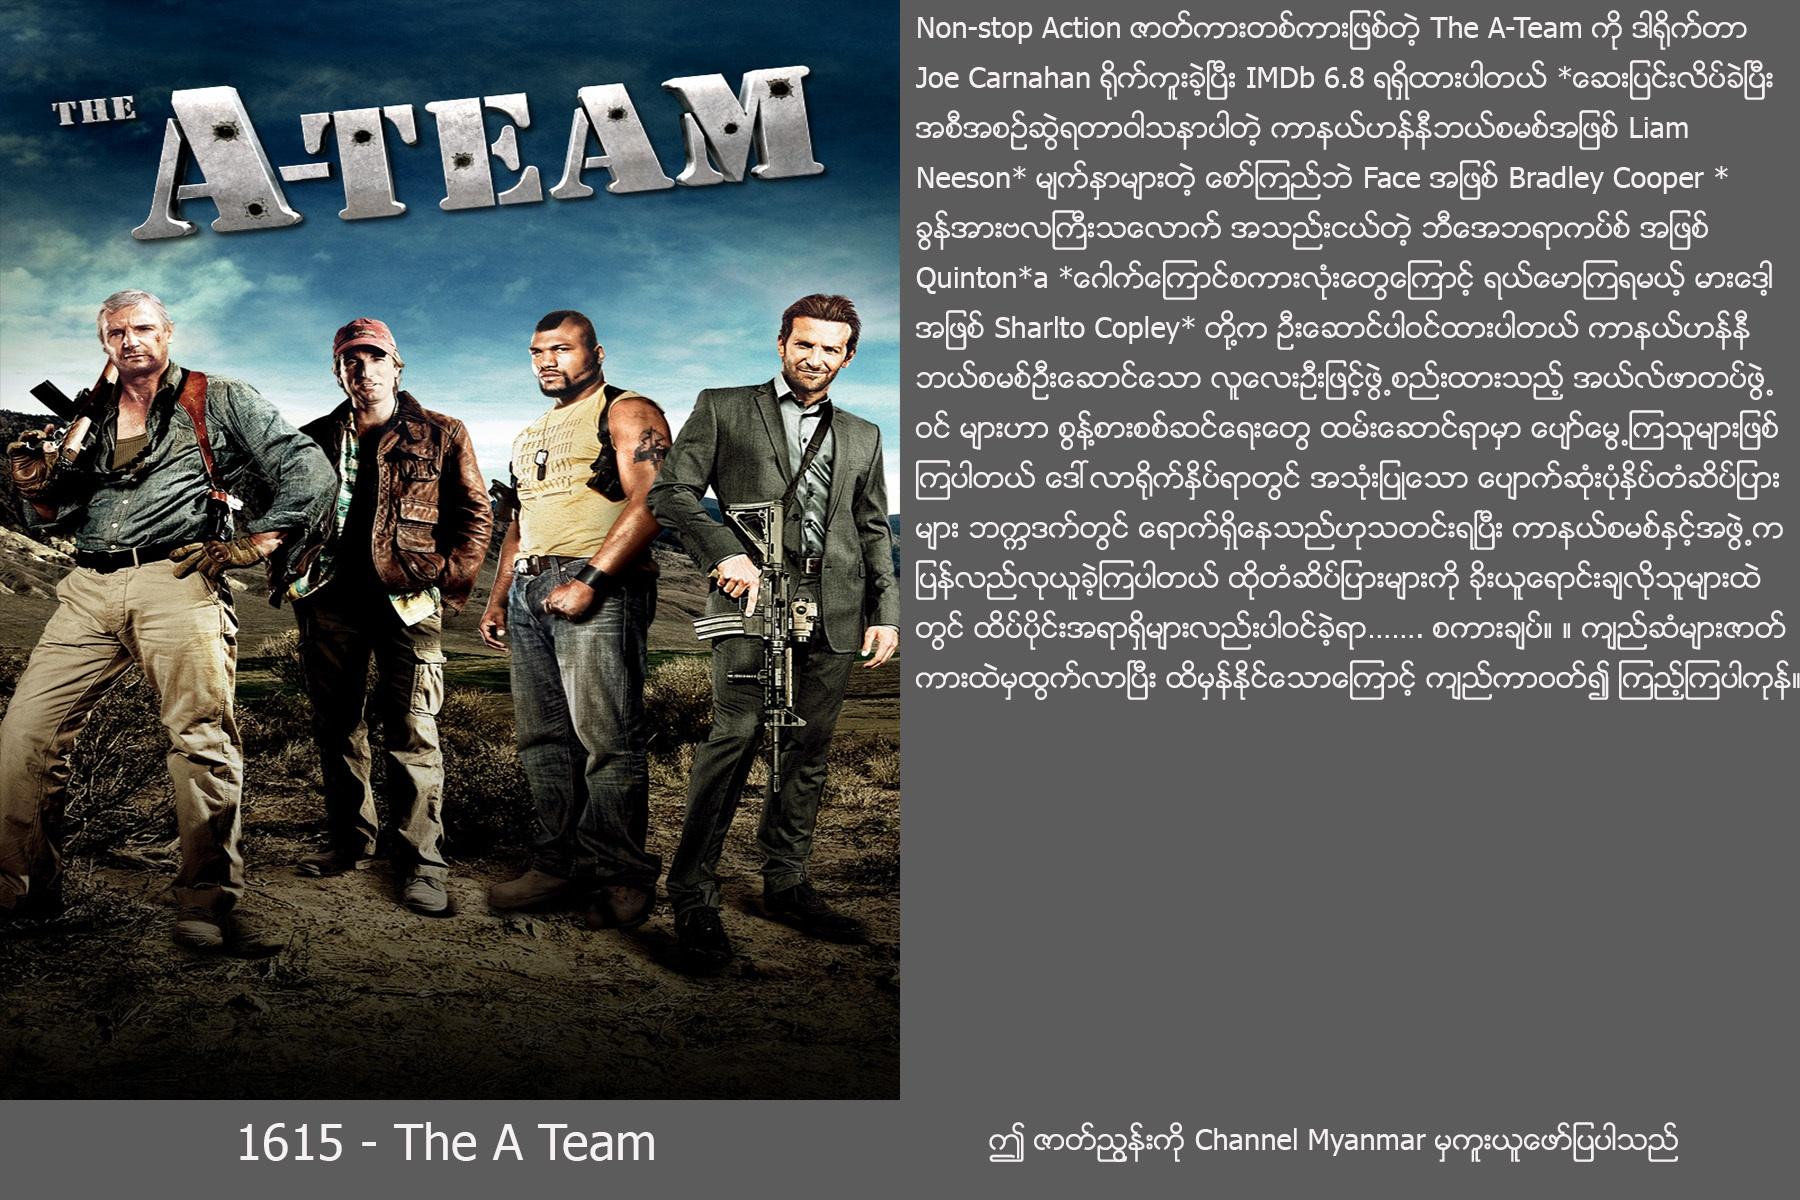 THE A-TEAM
Non-stop Action ဇာတ်ကားတစ်ကားဖြစ်တဲ့ The A-Team ကို ဒါရိုက်တာ
Joe Carnahan ရိုက်ကူးခဲ့ပြီး IMDb 6.8 ရရှိထားပါတယ် *ဆေးပြင်းလိပ်ခဲပြီး
အစီအစဉ်ဆွဲရတာဝါသနာပါတဲ့ ကာနယ်ဟန်နီဘယ်စမစ်အဖြစ် Liam
Neeson* မျက်နှာများတဲ့ စော်ကြည်ဘဲ Face အဖြစ် Bradley Cooper *
ခွန်အားဗလကြီးသလောက် အသည်းငယ်တဲ့ ဘီအေဘရာကပ်စ် အဖြစ်
Quinton*a *ဂေါက်ကြောင်စကားလုံးတွေကြောင့် ရယ်မောကြရမယ့် မားဒေါ့
အဖြစ် Sharlto Copley* တို့က ဦးဆောင်ပါဝင်ထားပါတယ် ကာနယ်ဟန်နီ
ဘယ်စမစ်ဦးဆောင်သော လူလေးဦးဖြင့်ဖွဲ့စည်းထားသည့် အယ်လ်ဖာတပ်ဖွဲ့
ဝင် များဟာ စွန့်စားစစ်ဆင်ရေးတွေ ထမ်းဆောင်ရာမှာ ပျော်မွေ့ကြသူများဖြစ်
ကြပါတယ် ဒေါ်လာရိုက်နှိပ်ရာတွင် အသုံးပြုသော ပျောက်ဆုံးပုံနှိပ်တံဆိပ်ပြား
များ ဘဂ္ဂဒက်တွင် ရောက်ရှိနေသည်ဟုသတင်းရပြီး ကာနယ်စမစ်နှင့်အဖွဲ့က
ပြန်လည်လုယူခဲ့ကြပါတယ် ထိုတံဆိပ်ပြားများကို ခိုးယူရောင်းချလိုသူများထဲ
တွင် ထိပ်ပိုင်းအရာရှိများလည်းပါဝင်ခဲ့ရာ....... စကားချပ်။ ။ ကျည်ဆံများဇာတ်
ကားထဲမှထွက်လာပြီး ထိမှန်နိုင်သောကြောင့် ကျည်ကာဝတ်၍ ကြည့်ကြပါကုန်။
1615 - The A Team
ဤ ဇာတ်ညွှန်းကို Channel Myanmar မှကူးယူဖော်ပြပါသည်